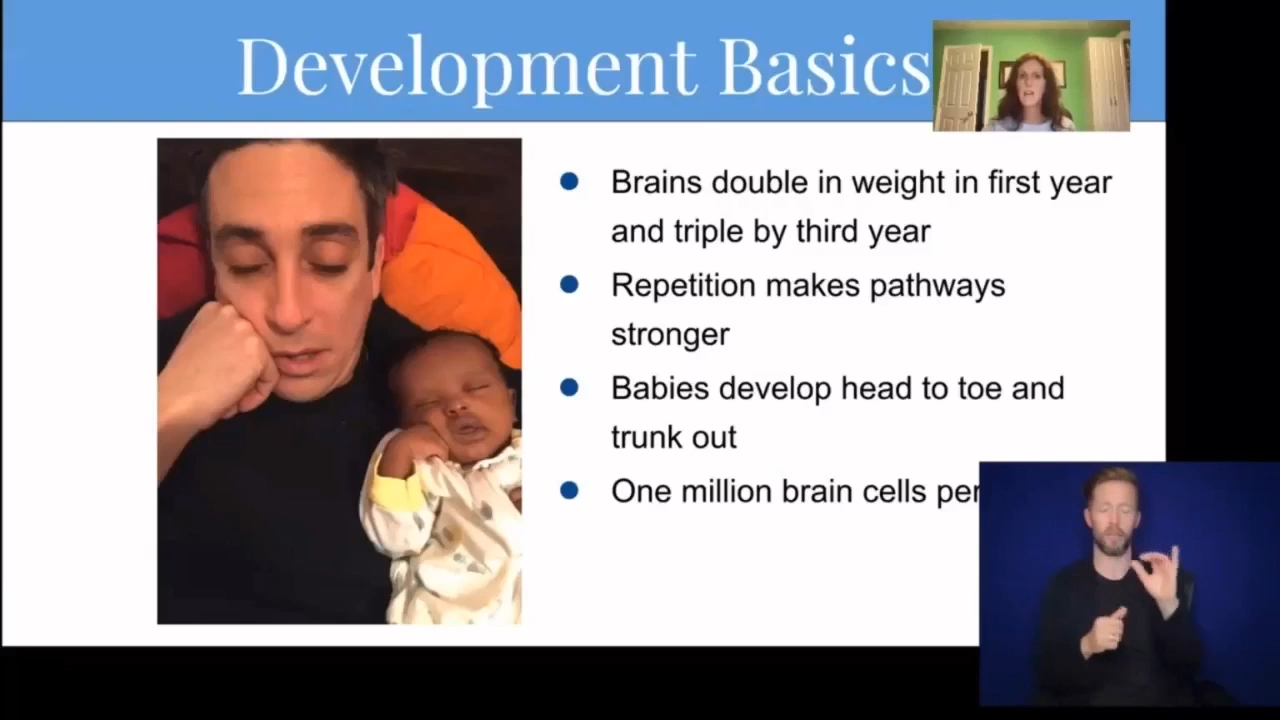 Development Basics
Brains double in weight in first year
and triple by third year
Repetition makes pathways
stronger
Babies develop head to toe and
trunk out
One million brain cells per